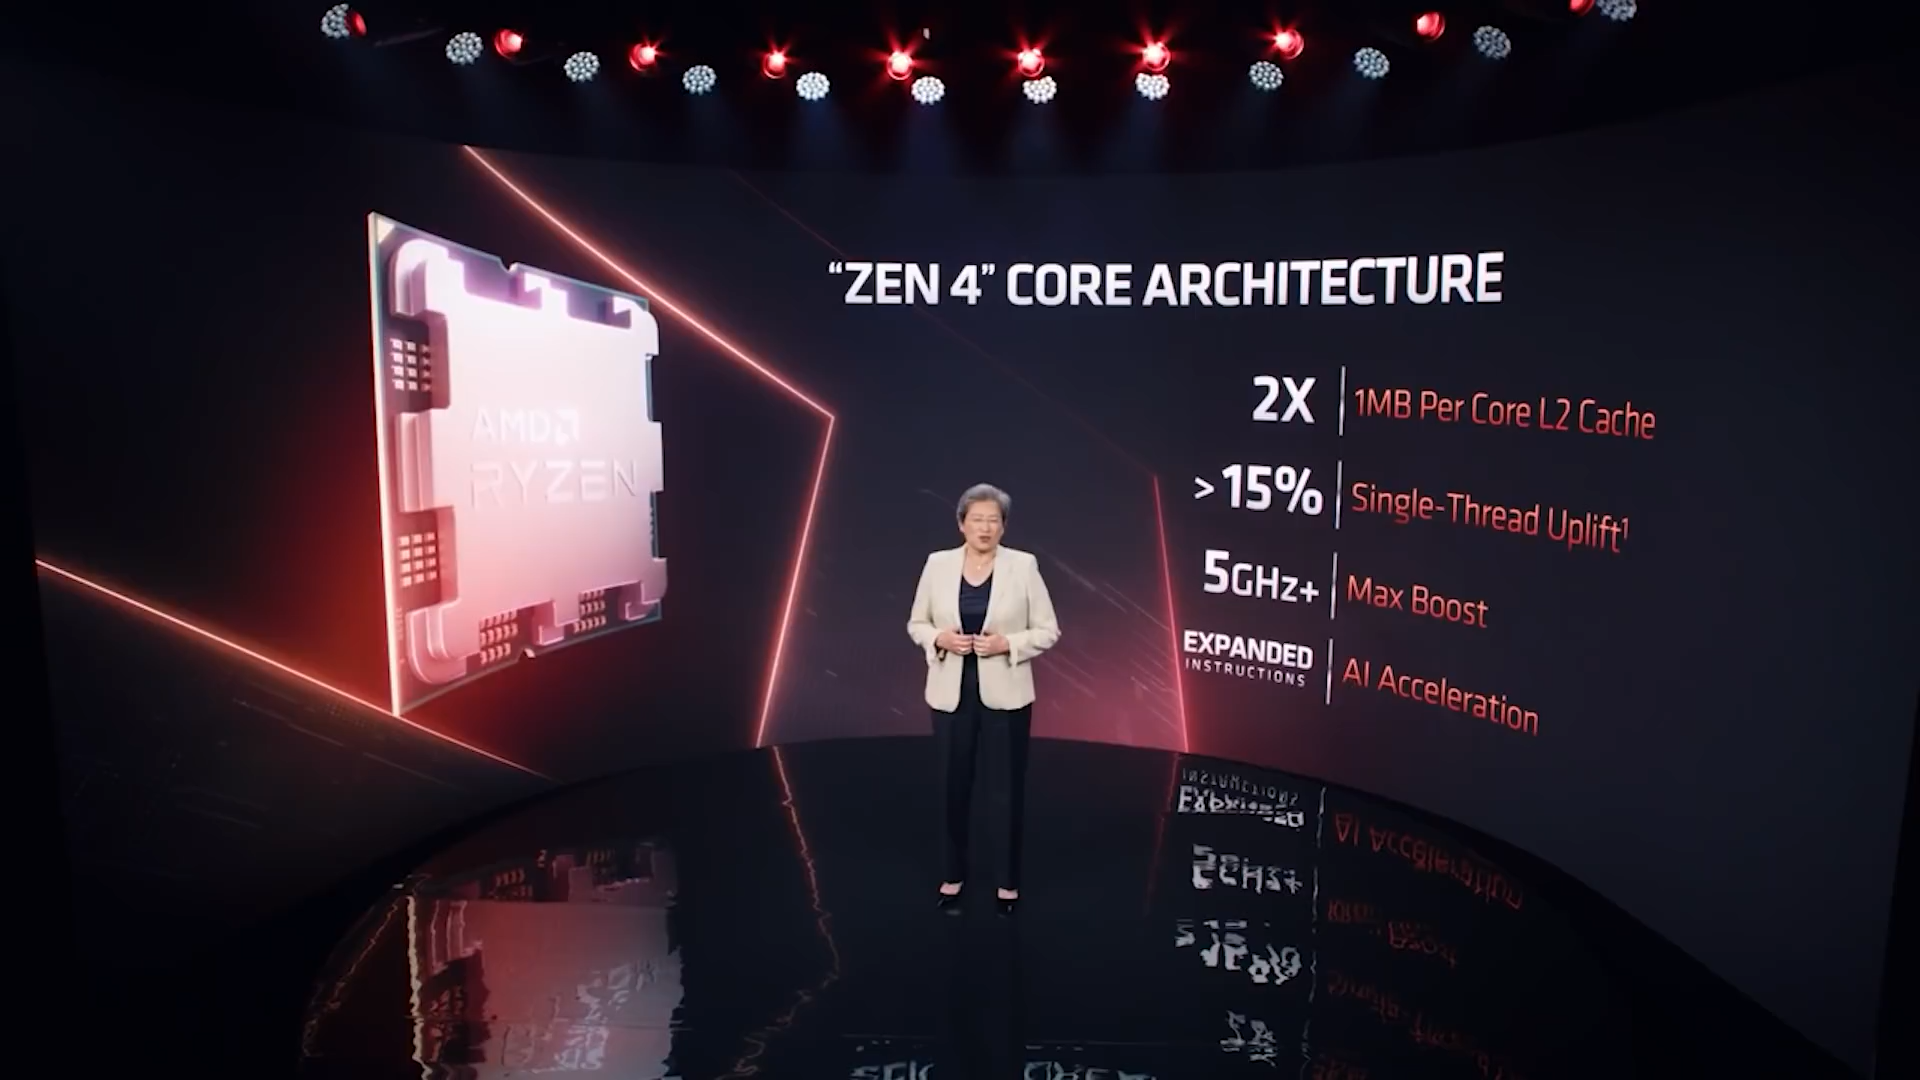 AMD
RYZEN
“ZEN 4” CORE ARCHITECTURE
2X 1MB Per Core L2 Cache
>15% Single-Thread Uplift¹
5GHz+ Max Boost
EXPANDED
INSTRUCTIONS
AI Acceleration